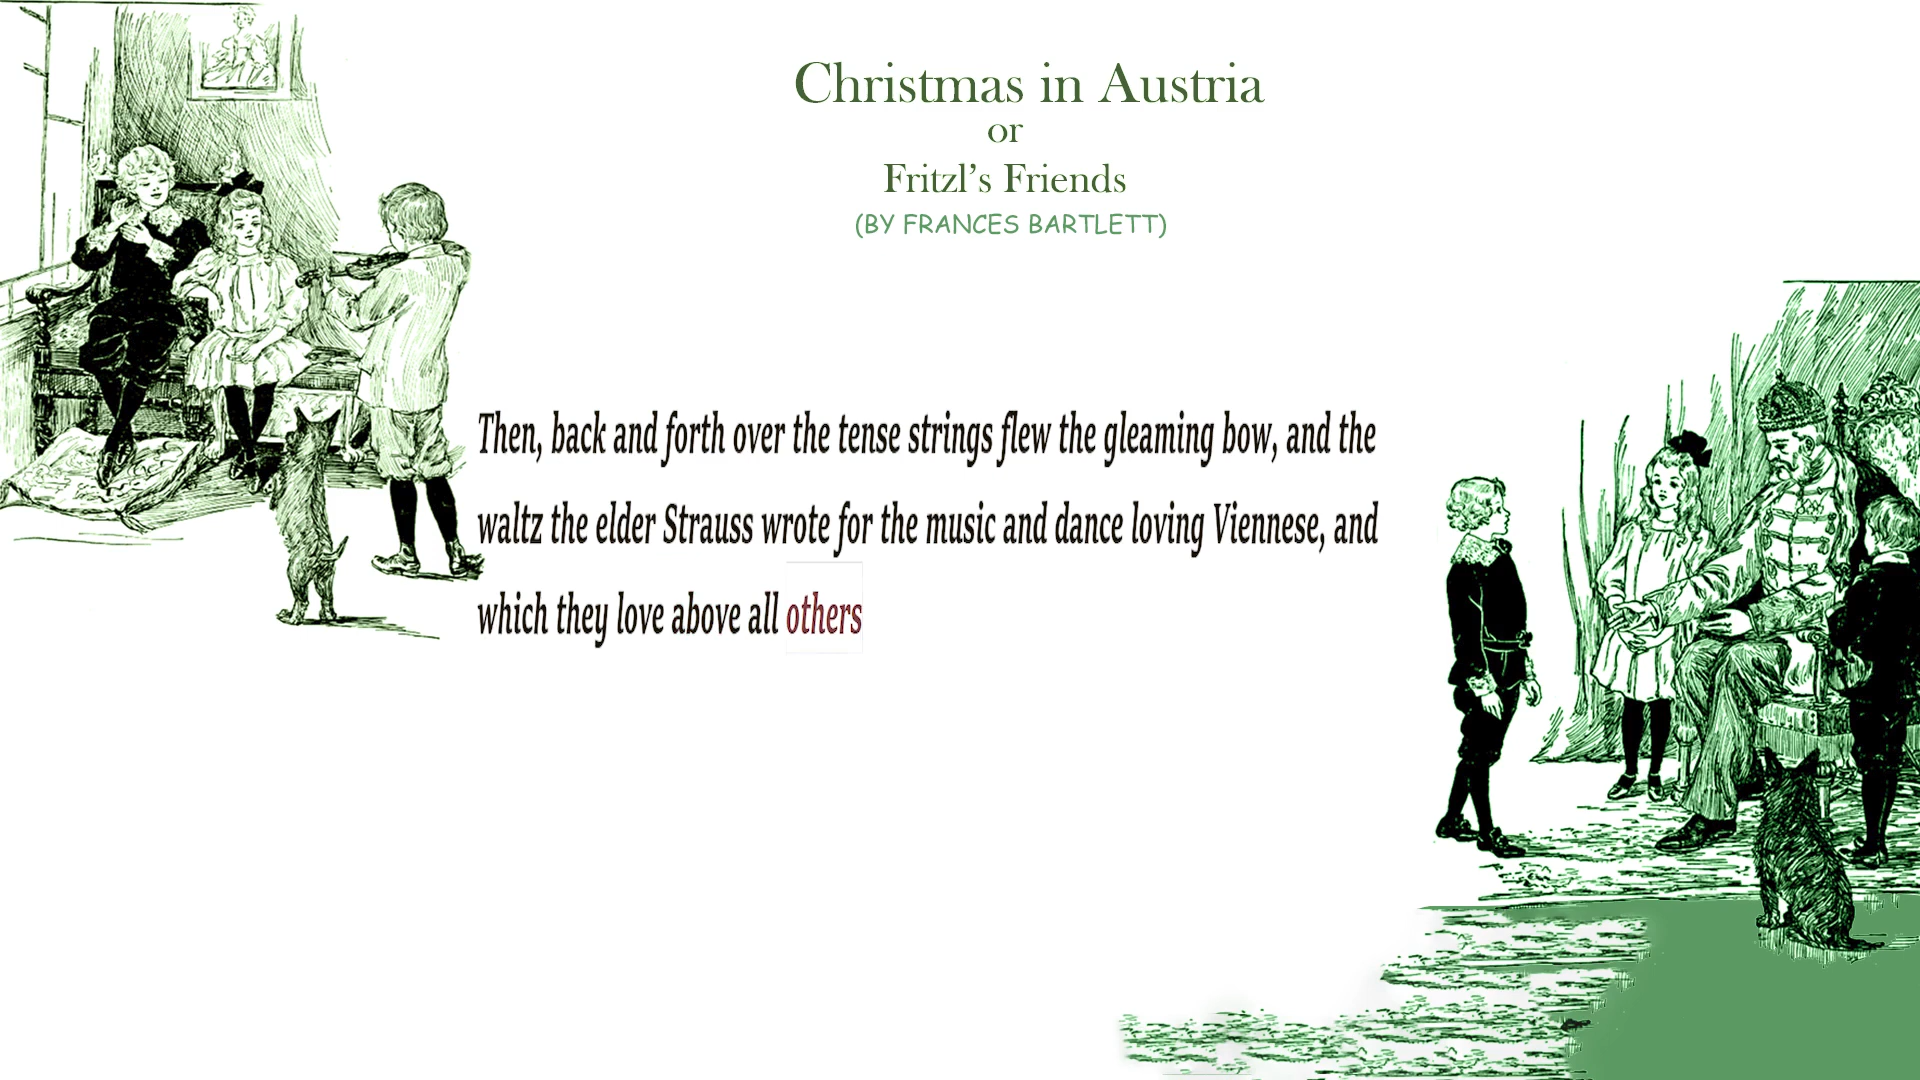 Christmas in Austria
or
Fritzl’s Friends
(BY FRANCES BARTLETT)
Then, back and forth over the tense strings flew the gleaming bow, and the
waltz the elder Strauss wrote for the music and dance loving Viennese, and
which they love above all others